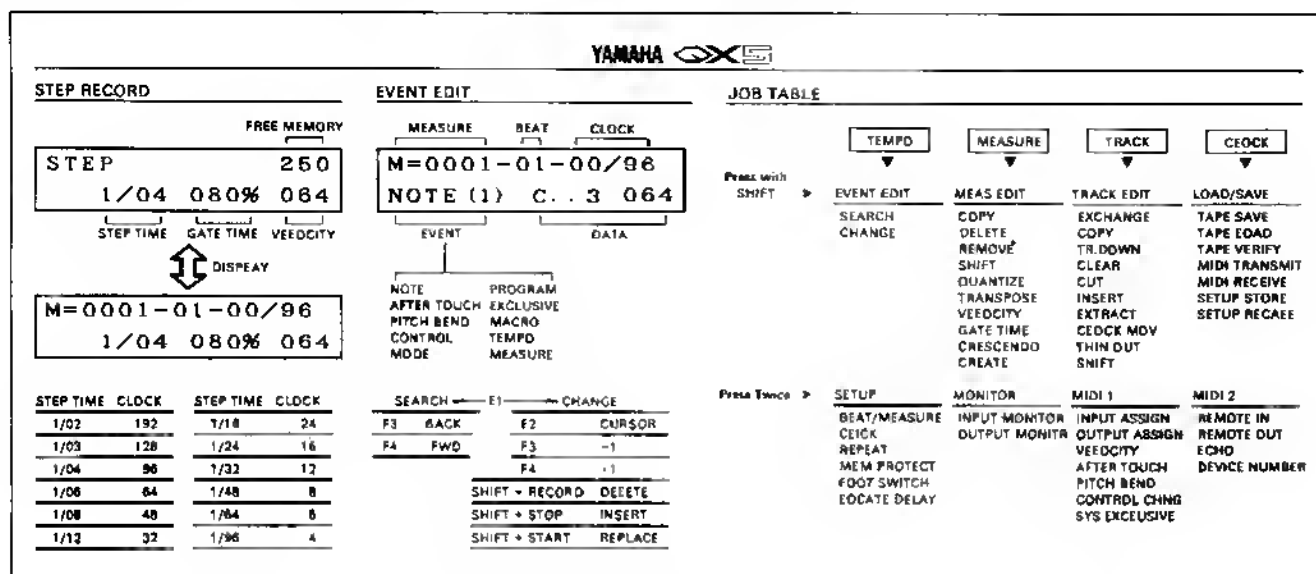 YAMAHA QX5
STEP RECORD
FREE MEMORY
STEP 250
1/04 080% 064
STEP TIME GATE TIME VEEDCITY
DISPEAY
M=0001-01-00/96
1/04 080% 064
STEP TIME CLOCK STEP TIME CLOCK
1/02 192 1/16 24
1/03 128 1/24 16
1/04 96 1/32 12
1/06 64 1/48 8
1/08 48 1/64 6
1/12 32 1/96 4
EVENT EDIT
MEASURE BEAT CLOCK
M=0001-01-00/96
NOTE (1) C..3 064
EVENT DATA
NOTE PROGRAM
AFTER TOUCH EXCLUSIVE
PITCH BEND MACRO
CONTROL TEMPO
MODE MEASURE
SEARCH E1 CHANGE
F3 BACK F2 CURSOR
F4 FWD F3 -1
F4 +1
SHIFT + RECORD DEEETE
SHIFT + STOP INSERT
SHIFT + START REPLACE
JOB TABLE
TEMPO MEASURE TRACK CEOCK
Press with
SHIFT EVENT EDIT MEAS EDIT TRACK EDIT LOAD/SAVE
SEARCH COPY EXCHANGE TAPE SAVE
CHANGE DELETE COPY TAPE EOAD
REMOVE TR.DOWN TAPE VERIFY
SHIFT CLEAR MIDI TRANSMIT
QUANTIZE CUT MIDI RECEIVE
TRANSPOSE INSERT SETUP STORE
VEEDCITY EXTRACT SETUP RECAEE
GATE TIME CEOCK MOV
CRESCENDO THIN OUT
CREATE SHIFT
Press Twice SETUP MONITOR MIDI 1 MIDI 2
BEAT/MEASURE INPUT MONITOR INPUT ASSIGN REMOTE IN
CEICK OUTPUT MONITR OUTPUT ASSIGN REMOTE OUT
REPEAT VEEDCITY ECHO
MEM PROTECT AFTER TOUCH DEVICE NUMBER
FOOT SWITCH PITCH BEND
EOCATE DELAY CONTROL CHNG
SYS EXCEUSIVE